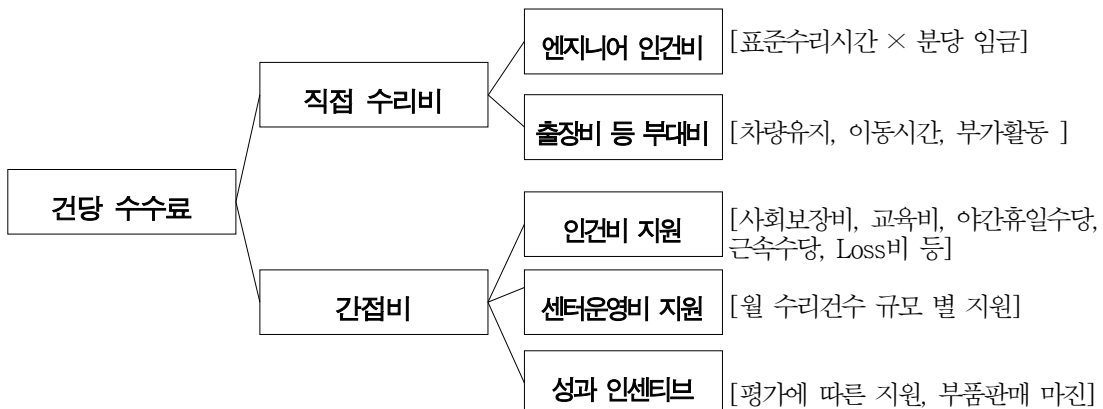 엔지니어 인건비 [표준수리시간 × 분당 임금]
직접 수리비
출장비 등 부대비 [차량유지, 이동시간, 부가활동 ]
건당 수수료
인건비 지원 [사회보장비, 교육비, 야간휴일수당,
근속수당, Loss비 등]
간접비
센터운영비 지원 [월 수리건수 규모 별 지원]
성과 인센티브 [평가에 따른 지원, 부품판매 마진]